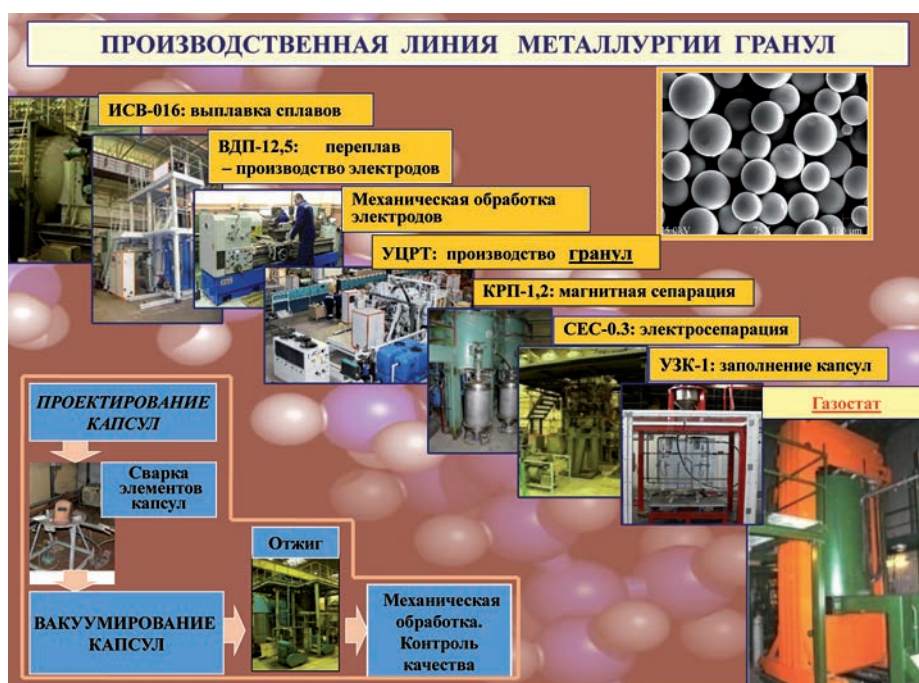 ПРОИЗВОДСТВЕННАЯ ЛИНИЯ МЕТАЛЛУРГИИ ГРАНУЛ
ИСВ-016: выплавка сплавов
ВДП-12,5: переплав
– производство электродов
Механическая обработка
электродов
УЦРТ: производство гранул
КРП-1,2: магнитная сепарация
СЕС-0.3: электросепарация
УЗК-1: заполнение капсул
Газостат
ПРОЕКТИРОВАНИЕ
КАПСУЛ
Сварка
элементов
капсул
Отжиг
ВАКУУМИРОВАНИЕ
КАПСУЛ
Механическая
обработка.
Контроль
качества